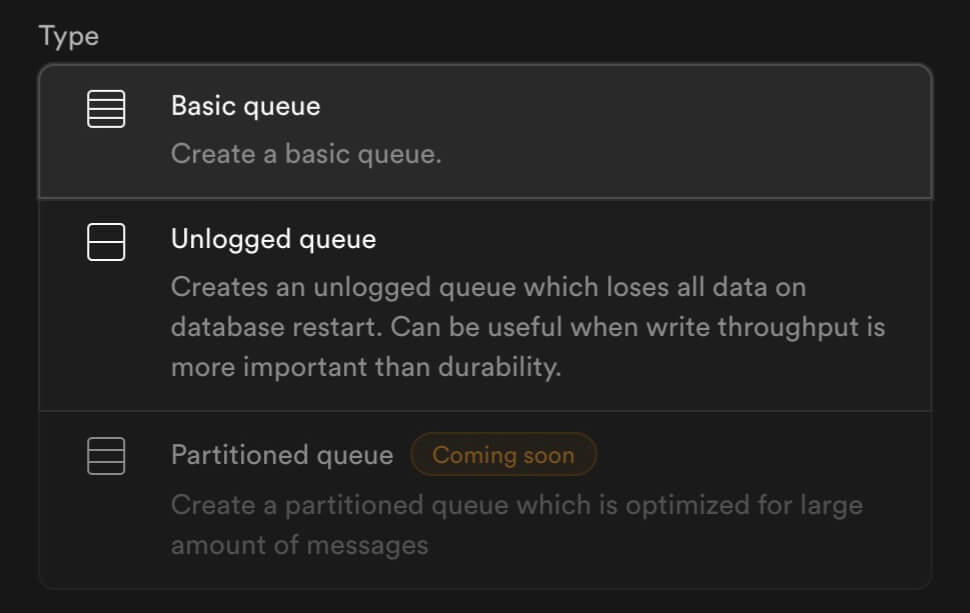 Type
Basic queue
Create a basic queue.
Unlogged queue
Creates an unlogged queue which loses all data on
database restart. Can be useful when write throughput is
more important than durability.
Partitioned queue Coming soon
Create a partitioned queue which is optimized for large
amount of messages